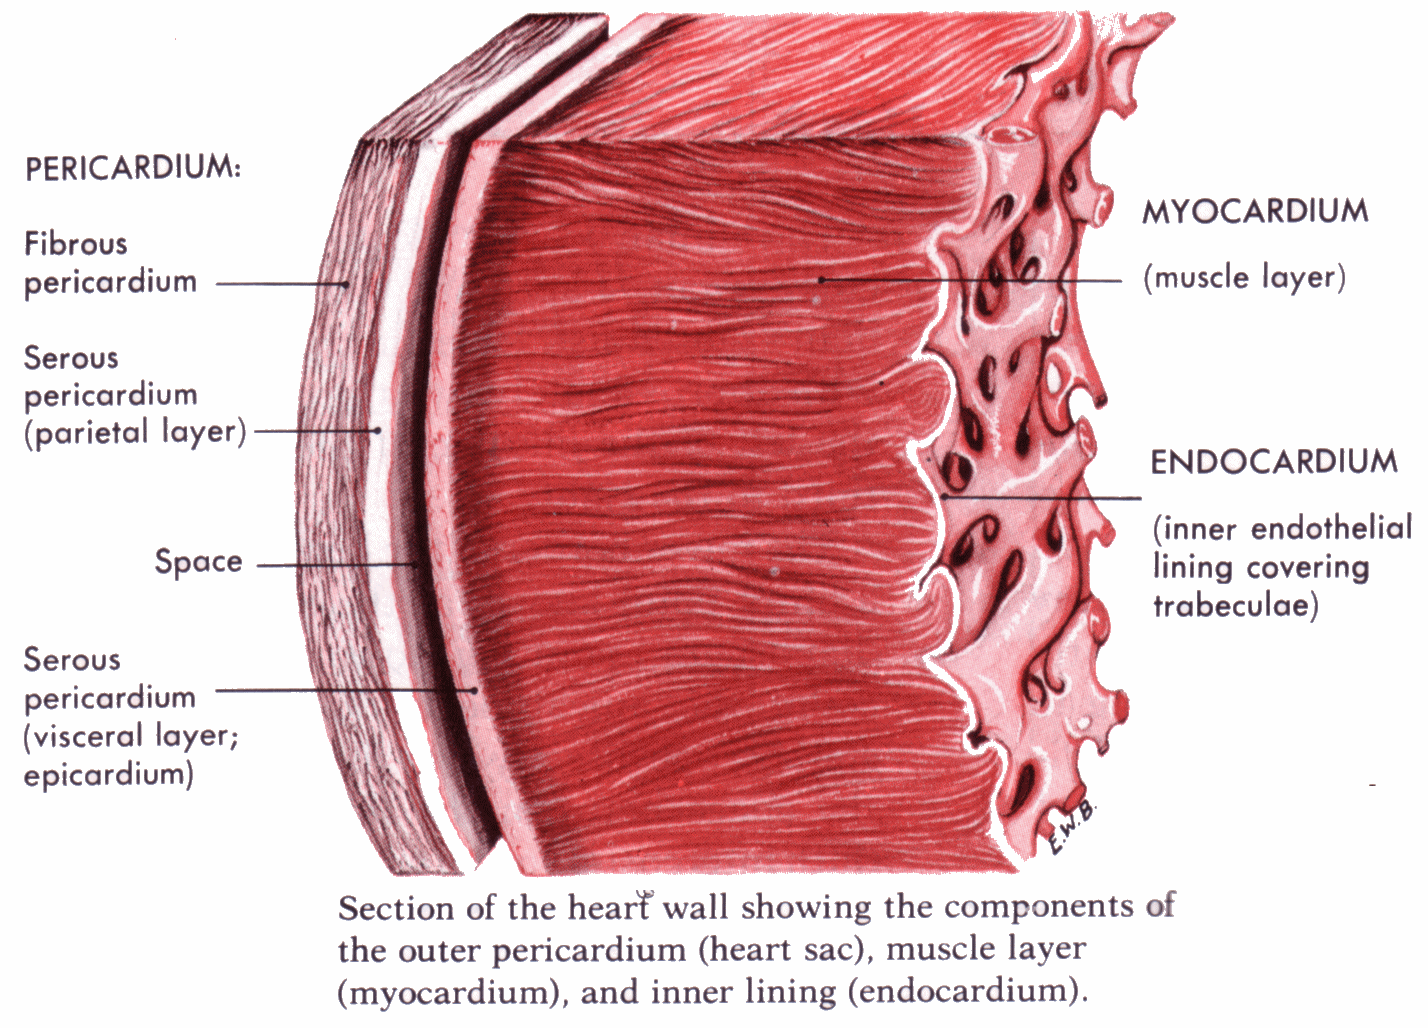 PERICARDIUM:
Fibrous
pericardium
Serous
pericardium
(parietal layer)
Space
Serous
pericardium
(visceral layer;
epicardium)
MYOCARDIUM
(muscle layer)
ENDOCARDIUM
(inner endothelial
lining covering
trabeculae)
E.W.B.
Section of the heart wall showing the components of
the outer pericardium (heart sac), muscle layer
(myocardium), and inner lining (endocardium).